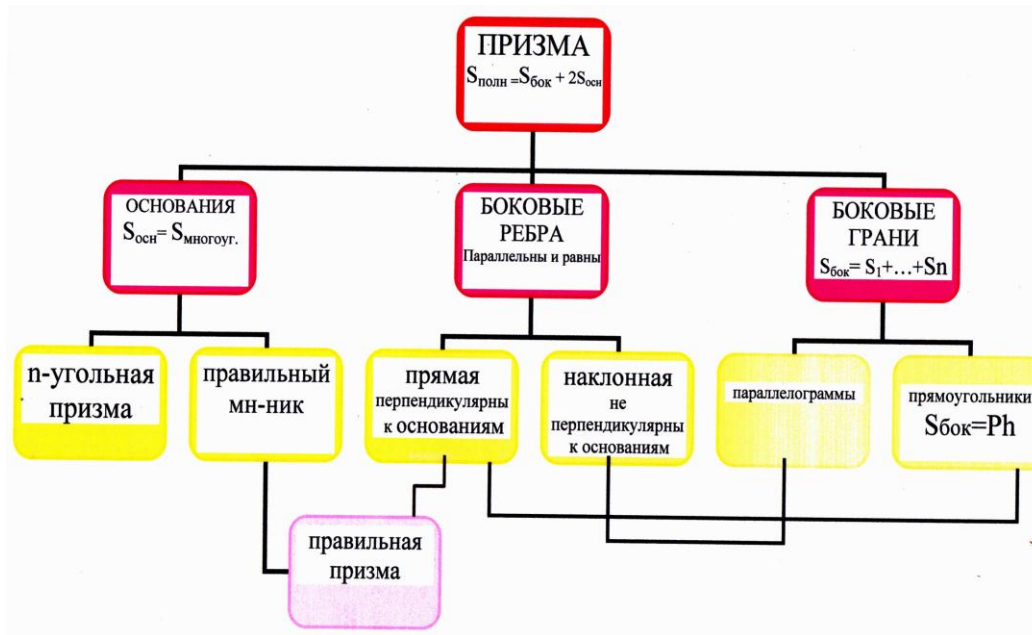 ПРИЗМА
Sполн =Sбок + 2Sосн
ОСНОВАНИЯ
Sосн= Sмногоуг.
БОКОВЫЕ
РЕБРА
Параллельны и равны
БОКОВЫЕ
ГРАНИ
Sбок= S1+…+Sn
n-угольная
призма
правильный
мн-ник
прямая
перпендикулярны
к основаниям
наклонная
не
перпендикулярны
к основаниям
параллелограммы
прямоугольники
Sбок=Ph
правильная
призма